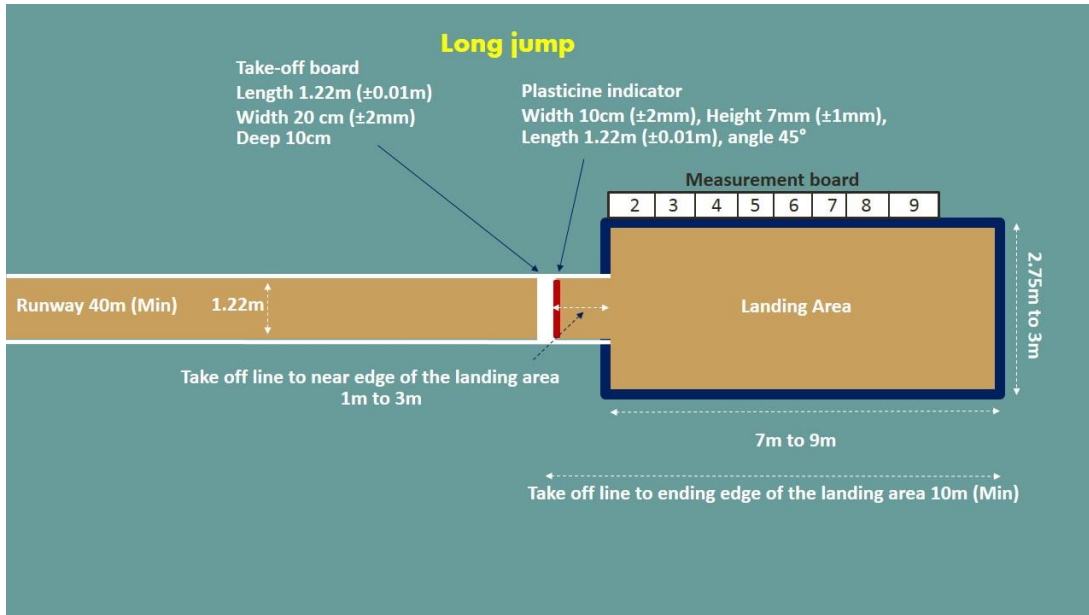 Long jump
Take-off board
Length 1.22m (±0.01m)
Width 20 cm (±2mm)
Deep 10cm
Plasticine indicator
Width 10cm (±2mm), Height 7mm (±1mm),
Length 1.22m (±0.01m), angle 45°
Measurement board
2 3 4 5 6 7 8 9
Runway 40m (Min)
1.22m
Landing Area
2.75m to
3m
Take off line to near edge of the landing area
1m to 3m
7m to 9m
Take off line to ending edge of the landing area 10m (Min)